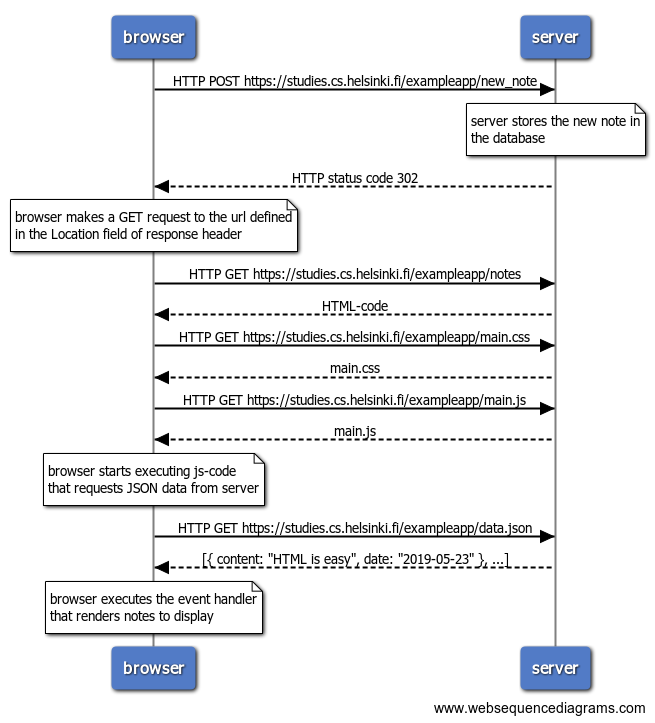 browser
server
HTTP POST https://studies.cs.helsinki.fi/exampleapp/new_note
server stores the new note in
the database
HTTP status code 302
browser makes a GET request to the url defined
in the Location field of response header
HTTP GET https://studies.cs.helsinki.fi/exampleapp/notes
HTML-code
HTTP GET https://studies.cs.helsinki.fi/exampleapp/main.css
main.css
HTTP GET https://studies.cs.helsinki.fi/exampleapp/main.js
main.js
browser starts executing js-code
that requests JSON data from server
HTTP GET https://studies.cs.helsinki.fi/exampleapp/data.json
[{ content: "HTML is easy", date: "2019-05-23" }, ...]
browser executes the event handler
that renders notes to display
browser
server
www.websequencediagrams.com